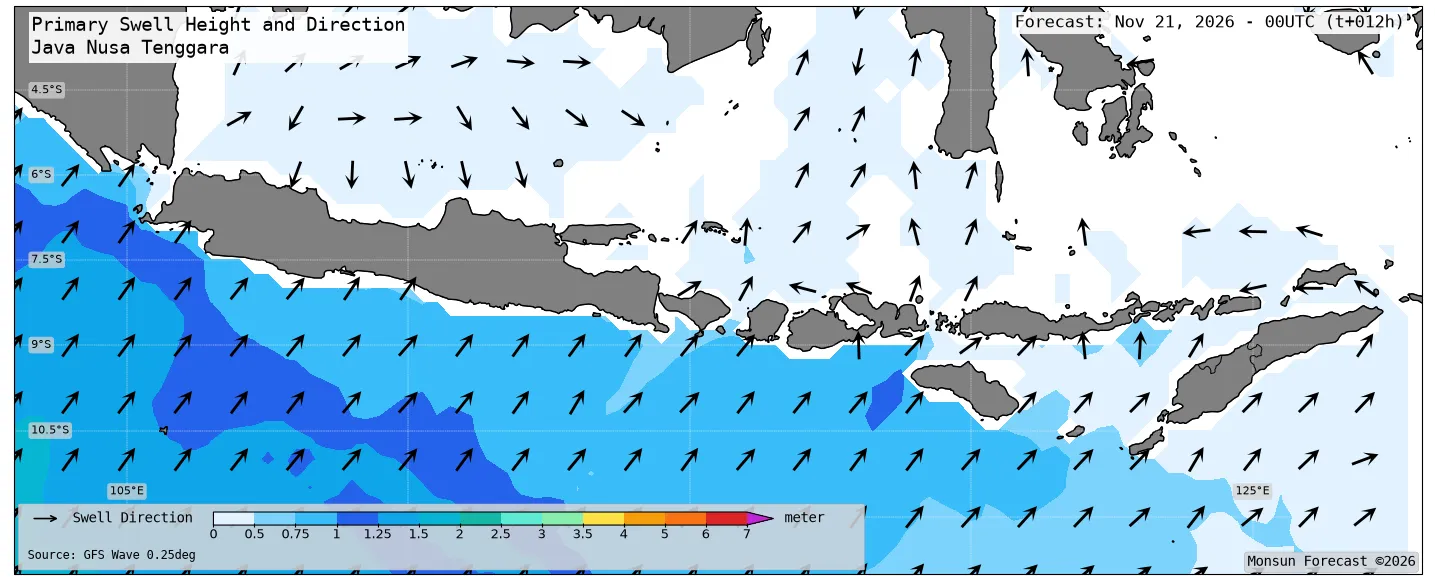 Primary Swell Height and Direction
Java Nusa Tenggara
Forecast: Nov 21, 2026 - 00UTC (t+012h)
4.5°S
6°S
7.5°S
9°S
10.5°S
105°E
125°E
Swell Direction
0 0.5 0.75 1 1.25 1.5 2 2.5 3 3.5 4 5 6 7
meter
Source: GFS Wave 0.25deg
Monsun Forecast ©2026